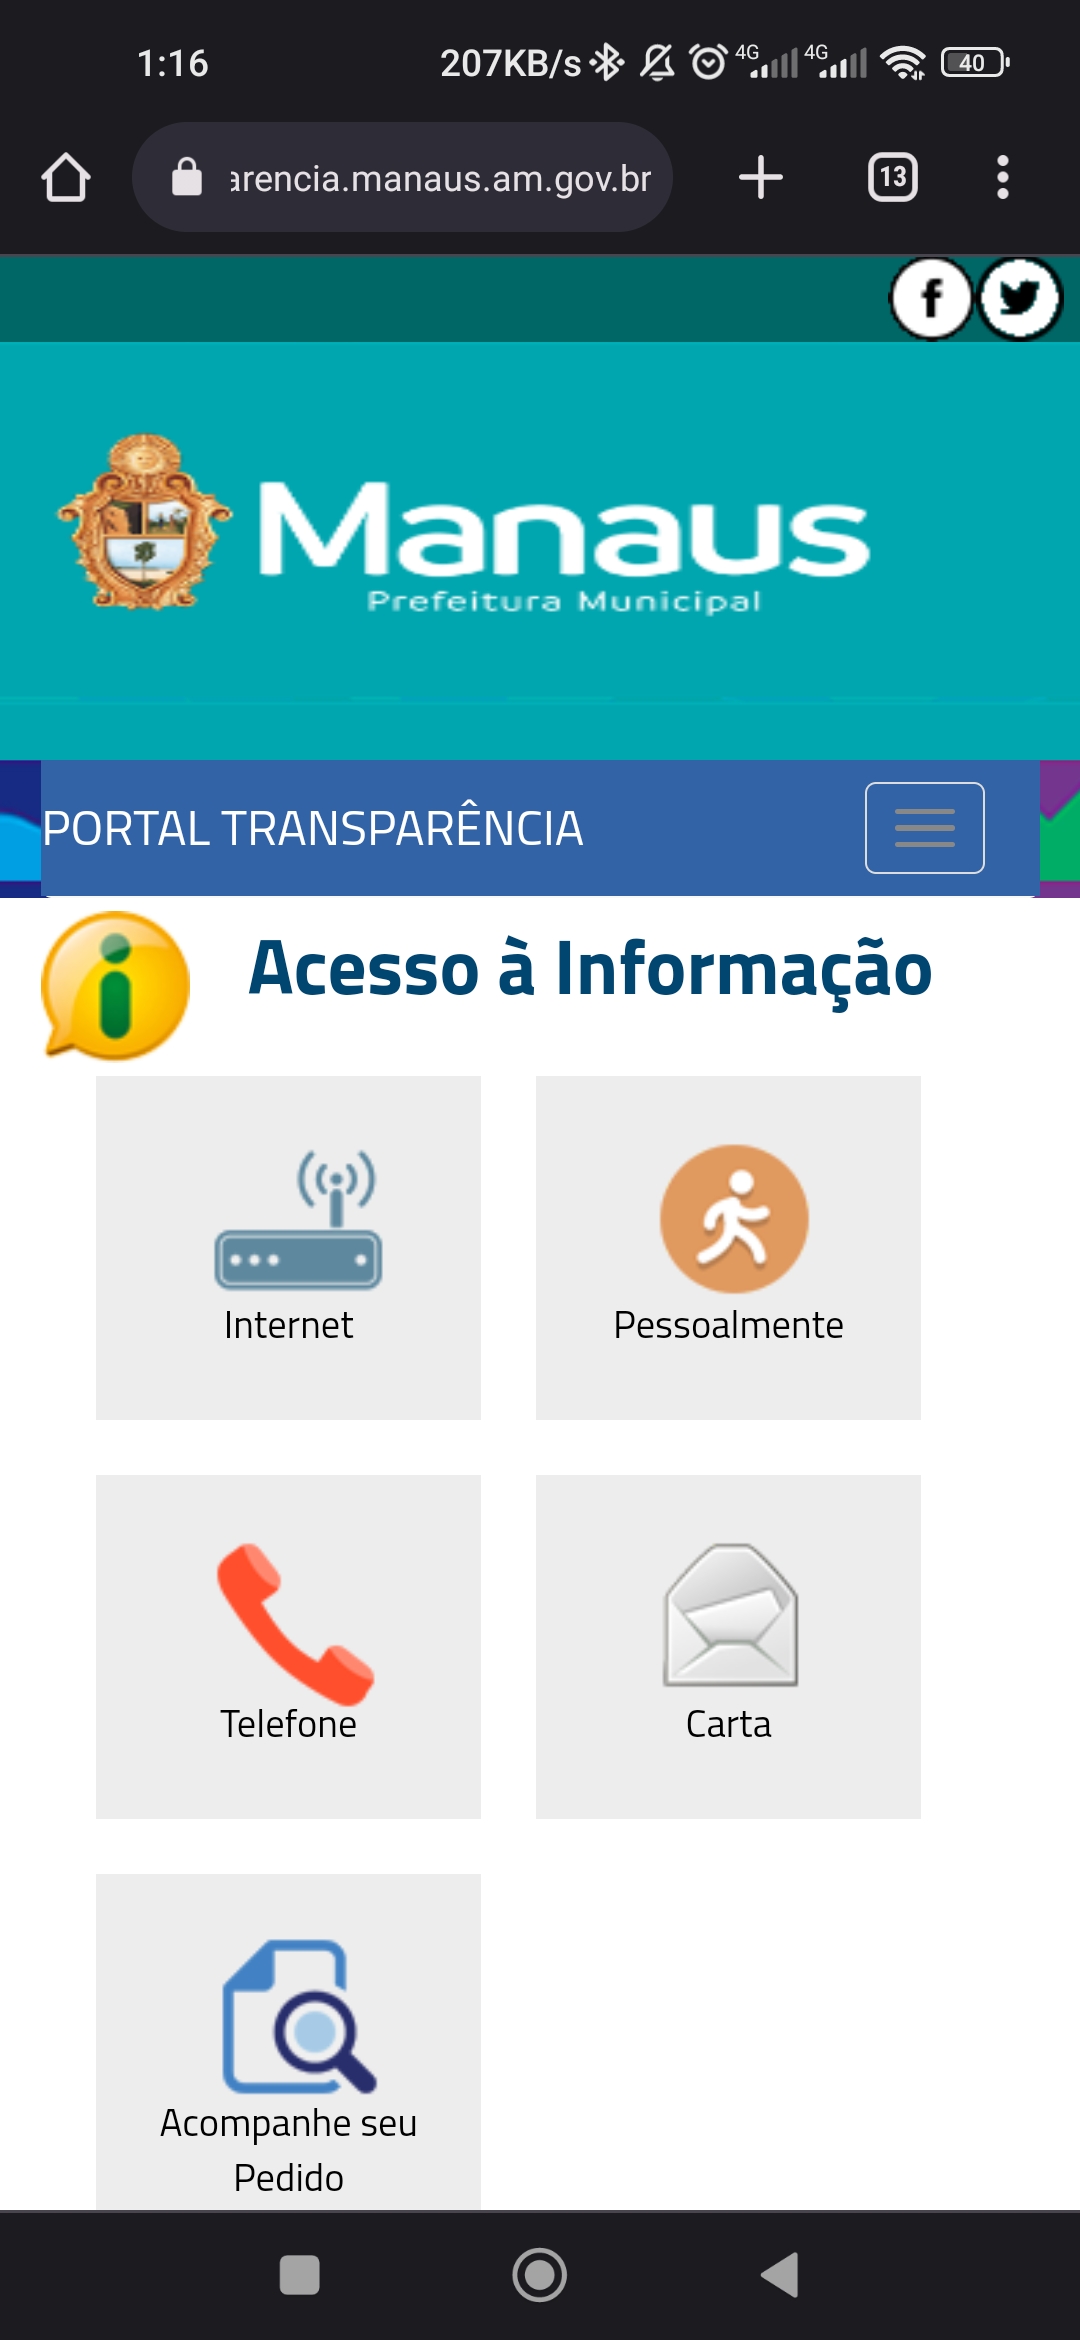 1:16 207KB/s 4G 4G 40
arencia.manaus.am.gov.br 13
Manaus
Prefeitura Municipal
PORTAL TRANSPARÊNCIA
Acesso à Informação
Internet
Pessoalmente
Telefone
Carta
Acompanhe seu
Pedido